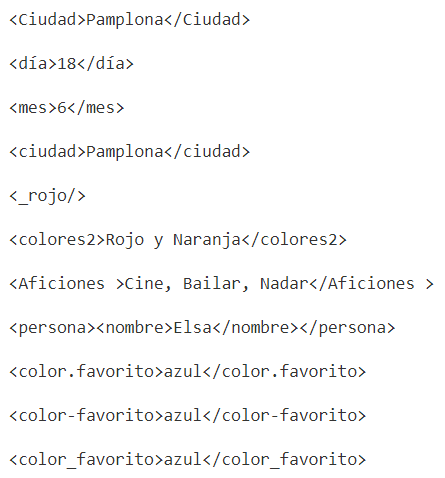 <Ciudad>Pamplona</Ciudad>
<día>18</día>
<mes>6</mes>
<ciudad>Pamplona</ciudad>
<_rojo/>
<colores2>Rojo y Naranja</colores2>
<Aficiones >Cine, Bailar, Nadar</Aficiones >
<persona><nombre>Elsa</nombre></persona>
<color.favorito>azul</color.favorito>
<color-favorito>azul</color-favorito>
<color_favorito>azul</color_favorito>